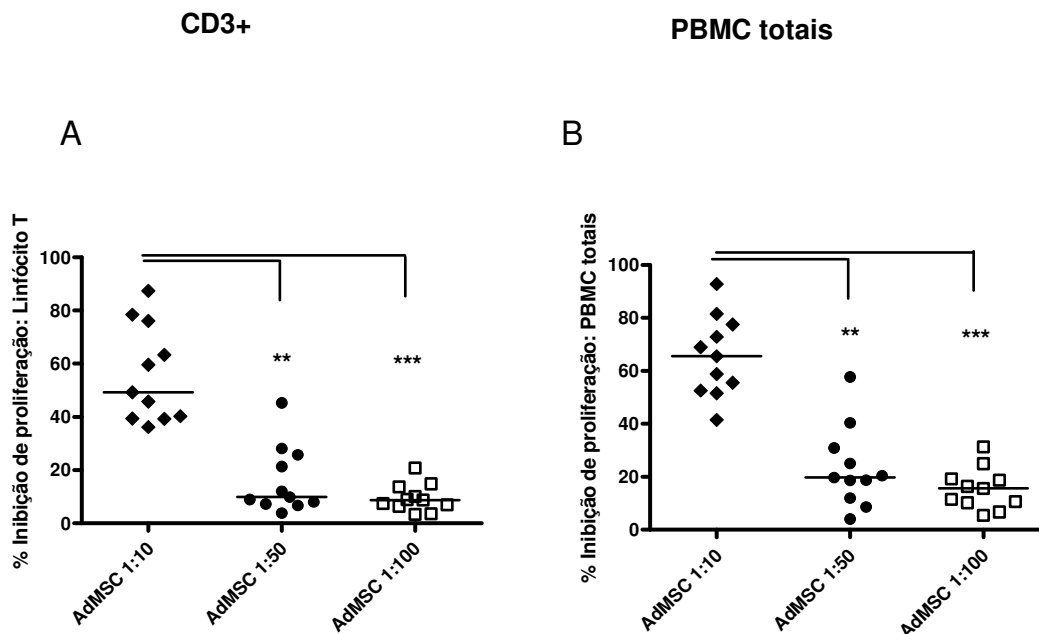 CD3+
PBMC totais
A
B
% Inibição de proliferação: Linfócito T
100
80
60
40
20
0
**
***
AdMSC 1:10
AdMSC 1:50
AdMSC 1:100
% Inibição de proliferação: PBMC totais
100
80
60
40
20
0
**
***
AdMSC 1:10
AdMSC 1:50
AdMSC 1:100